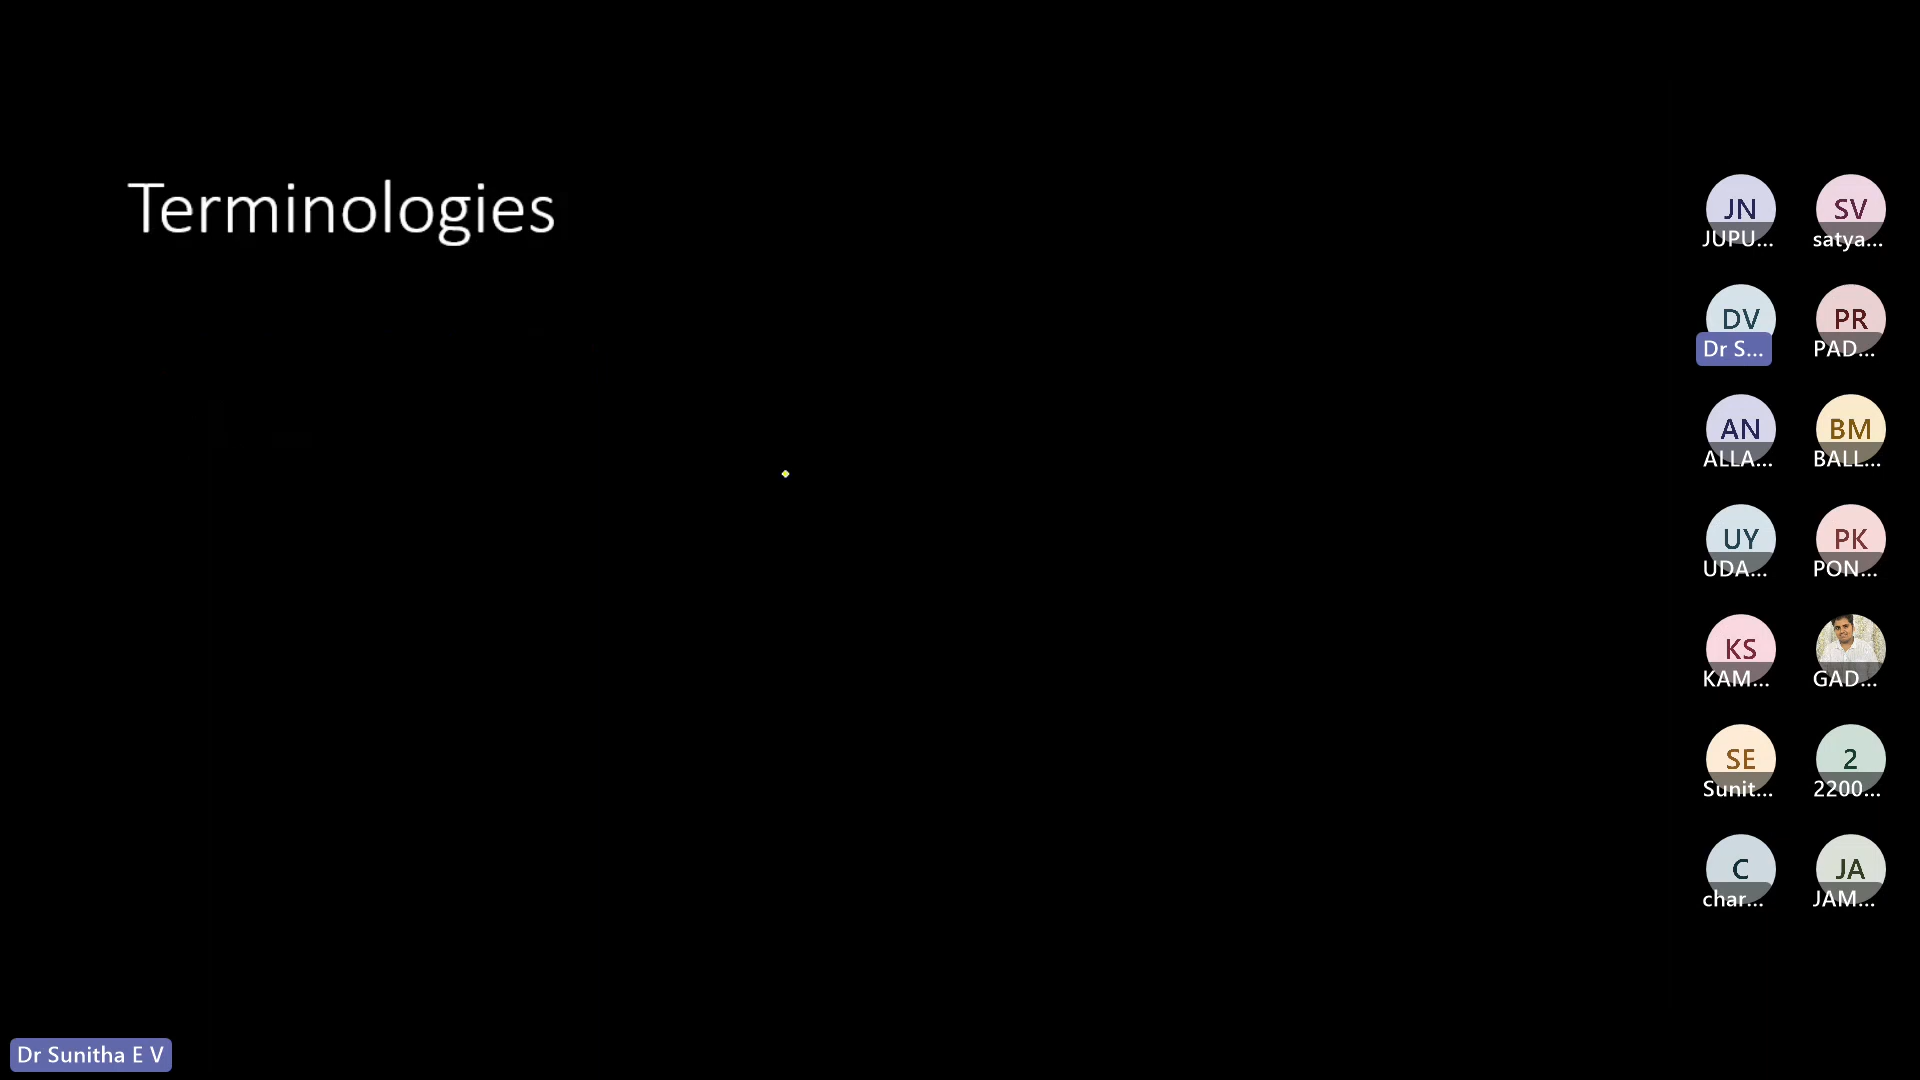 Terminologies
JN
JUPU...
SV
satya...
DV
Dr S...
PR
PAD...
AN
ALLA...
BM
BALL...
UY
UDA...
PK
PON...
KS
KAM...
GAD...
SE
Sunit...
2
2200...
C
char...
JA
JAM...
Dr Sunitha E V